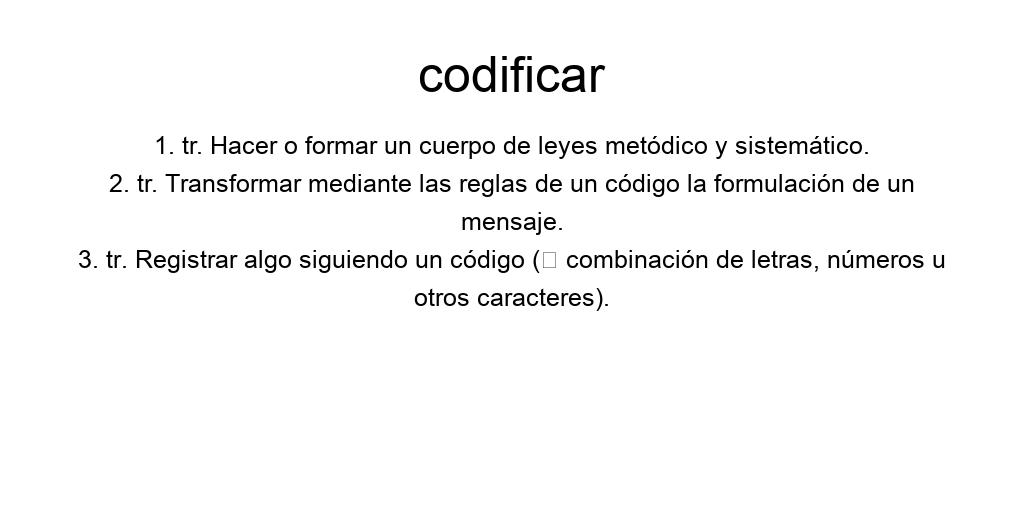 codificar
1. tr. Hacer o formar un cuerpo de leyes metódico y sistemático.
2. tr. Transformar mediante las reglas de un código la formulación de un
mensaje.
3. tr. Registrar algo siguiendo un código (□ combinación de letras, números u
otros caracteres).